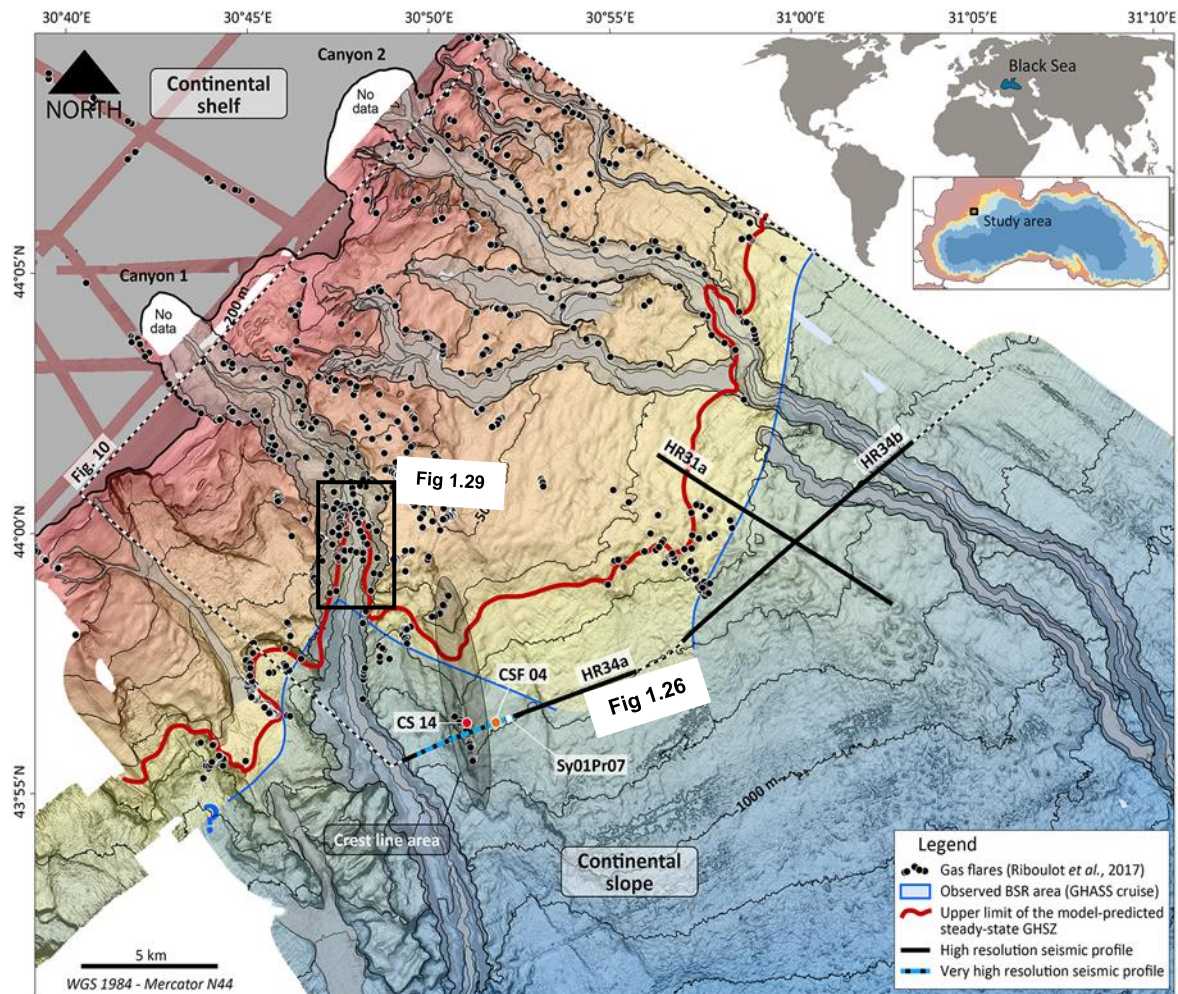 30°40'E
30°45'E
30°50'E
30°55'E
31°00'E
31°05'E
31°10'E
44°05'N
44°00'N
43°55'N
NORTH
Continental
shelf
Canyon 2
No
data
Canyon 1
No
data
-200 m
Fig. 10
Black Sea
Study area
Fig 1.29
-50
HR31a
HR34b
HR34a
Fig 1.26
CSF 04
CS 14
Sy01Pr07
-1000 m
?
Crest line area
Continental
slope
5 km
WGS 1984 - Mercator N44
Legend
Gas flares (Riboulot et al., 2017)
Observed BSR area (GHASS cruise)
Upper limit of the model-predicted
steady-state GHSZ
High resolution seismic profile
Very high resolution seismic profile